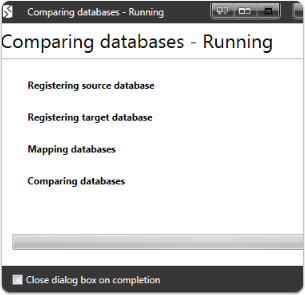 Comparing databases - Running
Comparing databases - Running
Registering source database
Registering target database
Mapping databases
Comparing databases
Close dialog box on completion